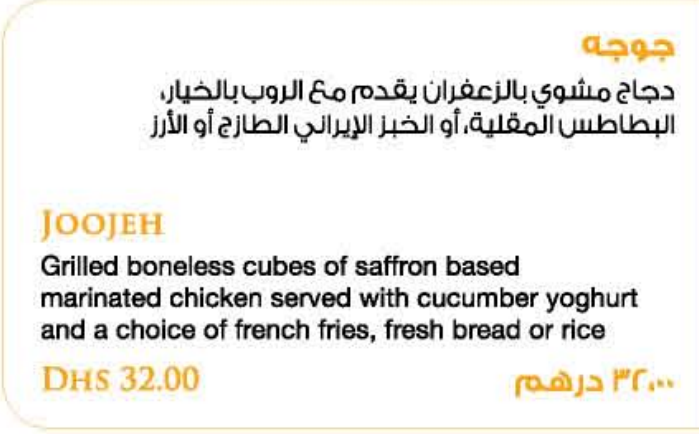 جوجه
دجاج مشوي بالزعفران يقدم مع الروب بالخيار،
البطاطس المقلية، أو الخبز الإيراني الطازج أو الأرز
JOOJEH
Grilled boneless cubes of saffron based
marinated chicken served with cucumber yoghurt
and a choice of french fries, fresh bread or rice
DHS 32.00
٣٢,٠٠ درهم